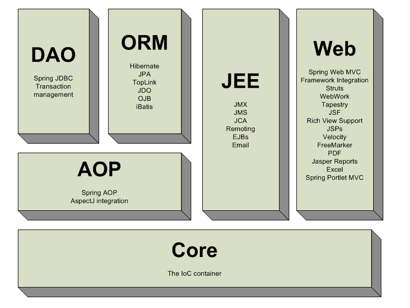 DAO
Spring JDBC
Transaction
management
ORM
Hibernate
JPA
TopLink
JDO
OJB
iBatis
JEE
JMX
JMS
JCA
Remoting
EJBs
Email
Web
Spring Web MVC
Framework Integration
Struts
WebWork
Tapestry
JSF
Rich View Support
JSPs
Velocity
FreeMarker
PDF
Jasper Reports
Excel
Spring Portlet MVC
AOP
Spring AOP
AspectJ integration
Core
The IoC container